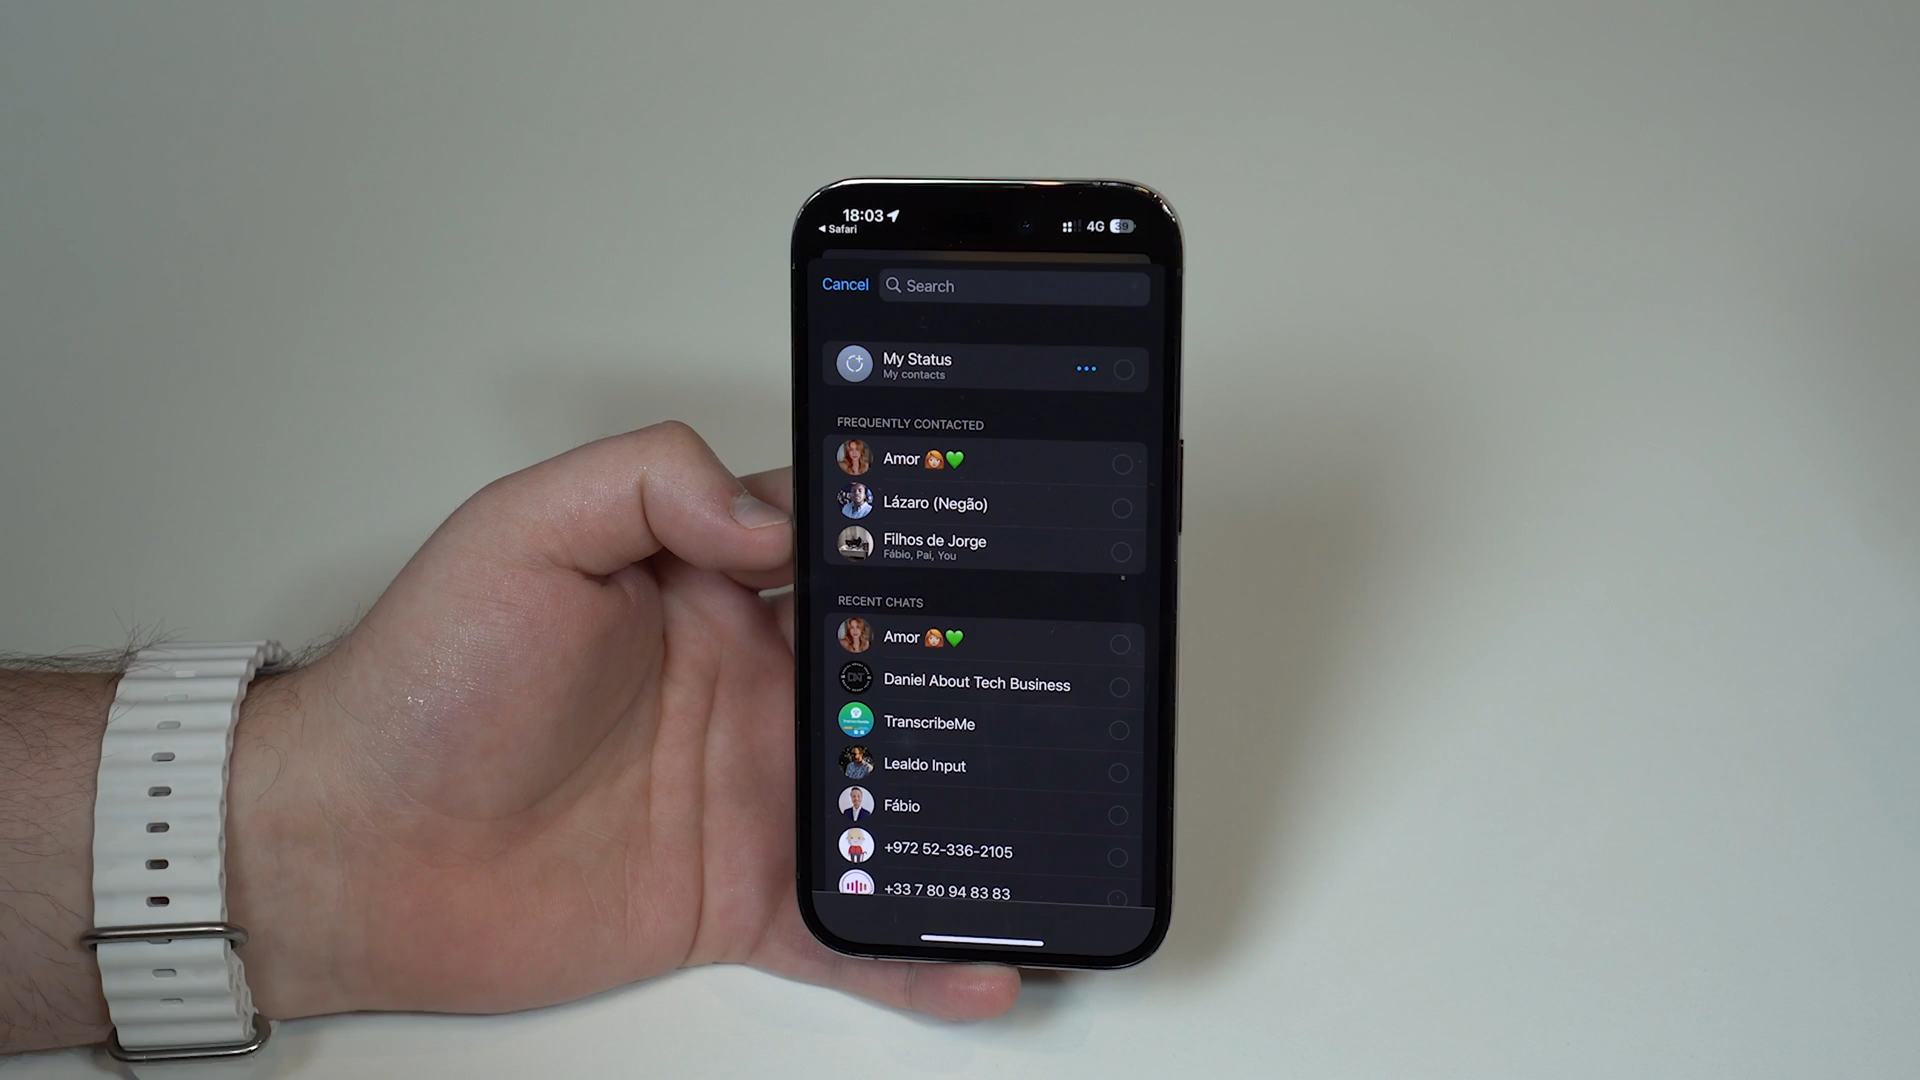 18:03
Safari
4G 39
Cancel
Search
My Status
My contacts
FREQUENTLY CONTACTED
Amor 👩🏼‍🦰💚
Lázaro (Negão)
Filhos de Jorge
Fábio, Pai, You
RECENT CHATS
Amor 👩🏼‍🦰💚
Daniel About Tech Business
TranscribeMe
Lealdo Input
Fábio
+972 52-336-2105
+33 7 80 94 83 83